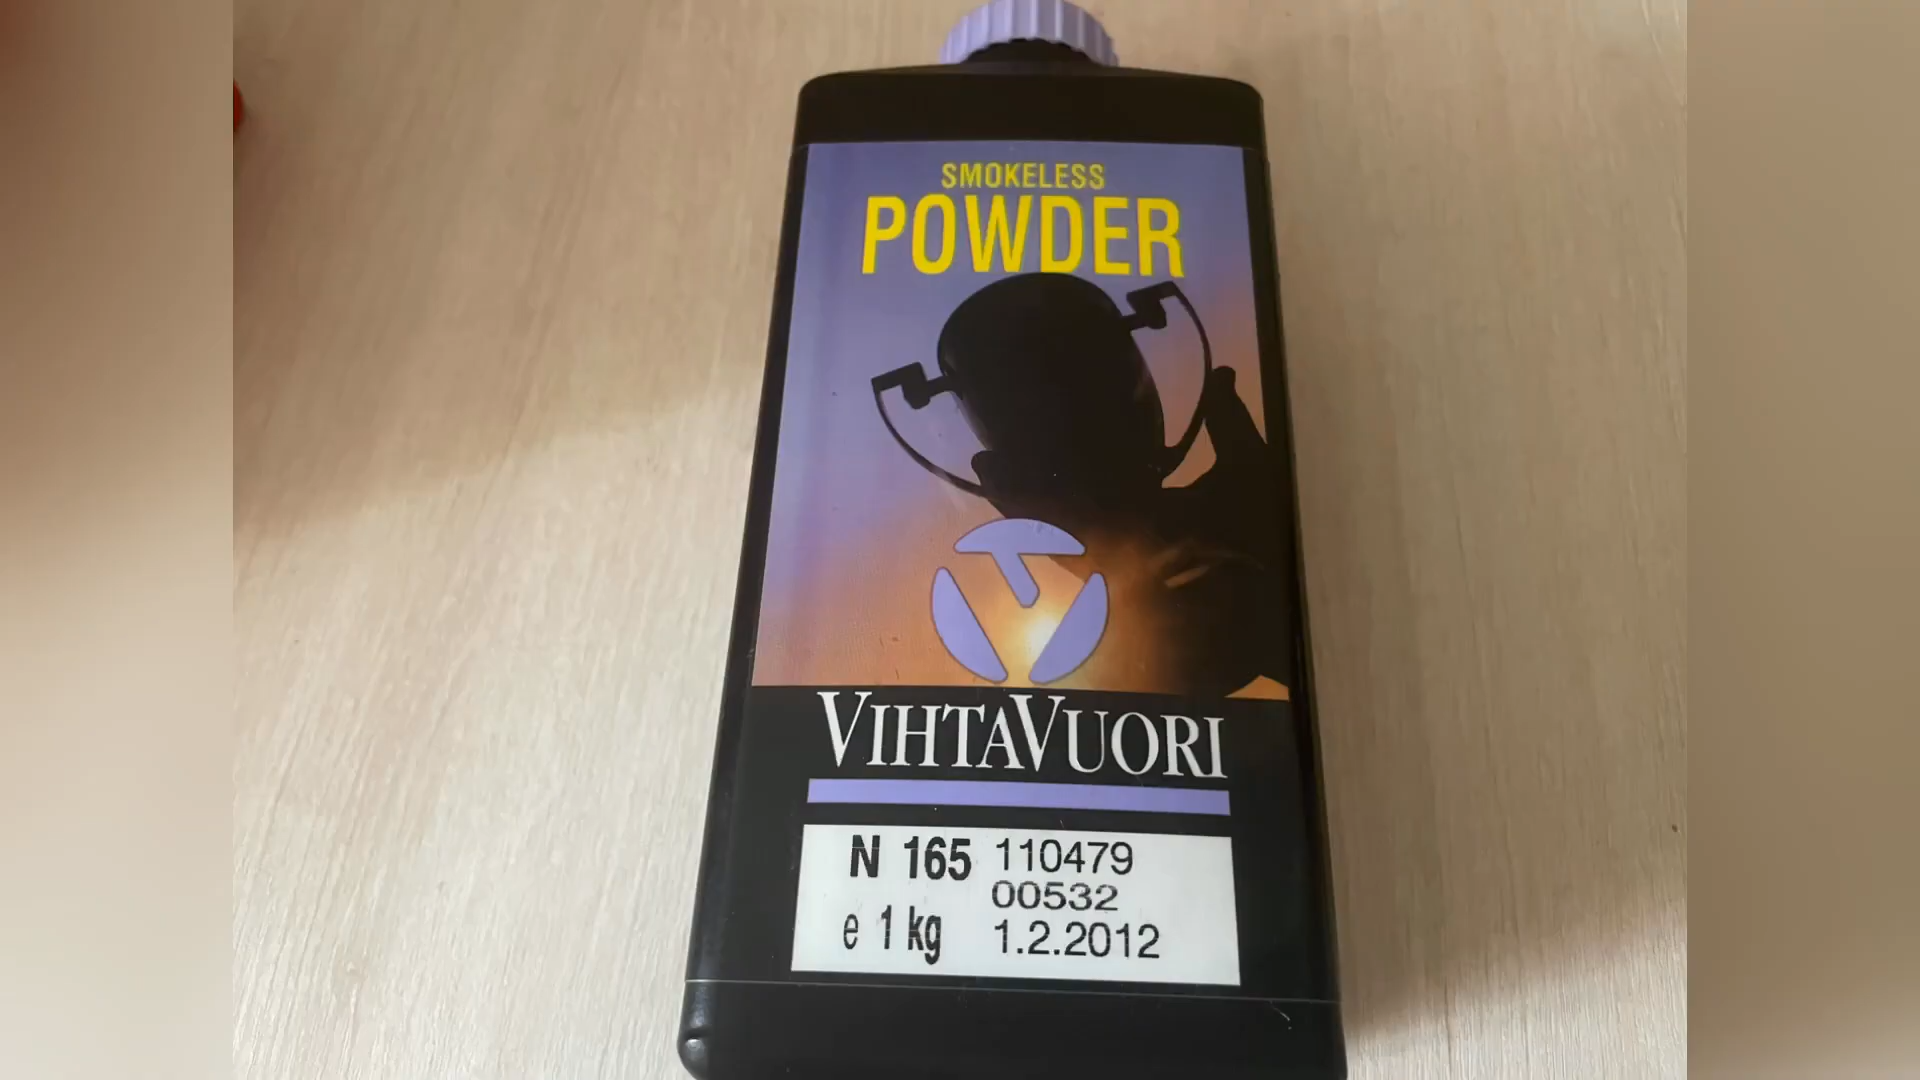 SMOKELESS
POWDER
VIHTAVUORI
N 165 110479
00532
e 1 kg 1.2.2012